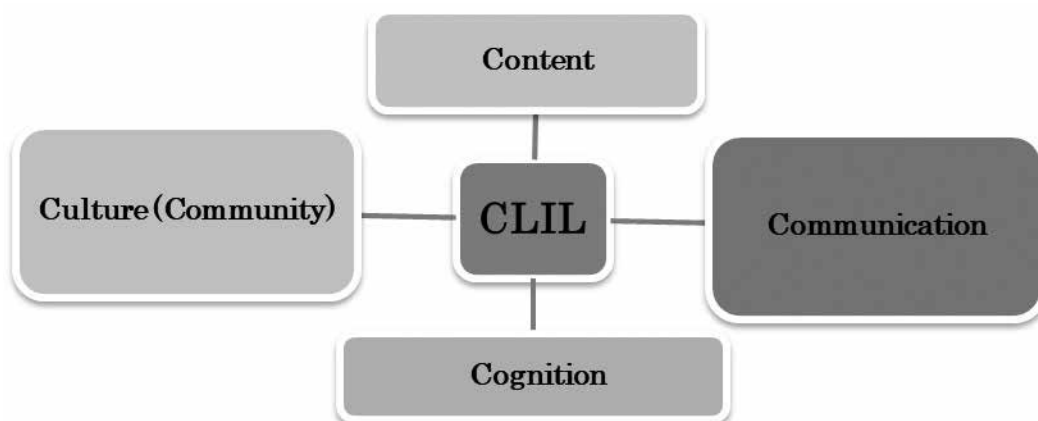 Content
Culture (Community)
CLIL
Communication
Cognition